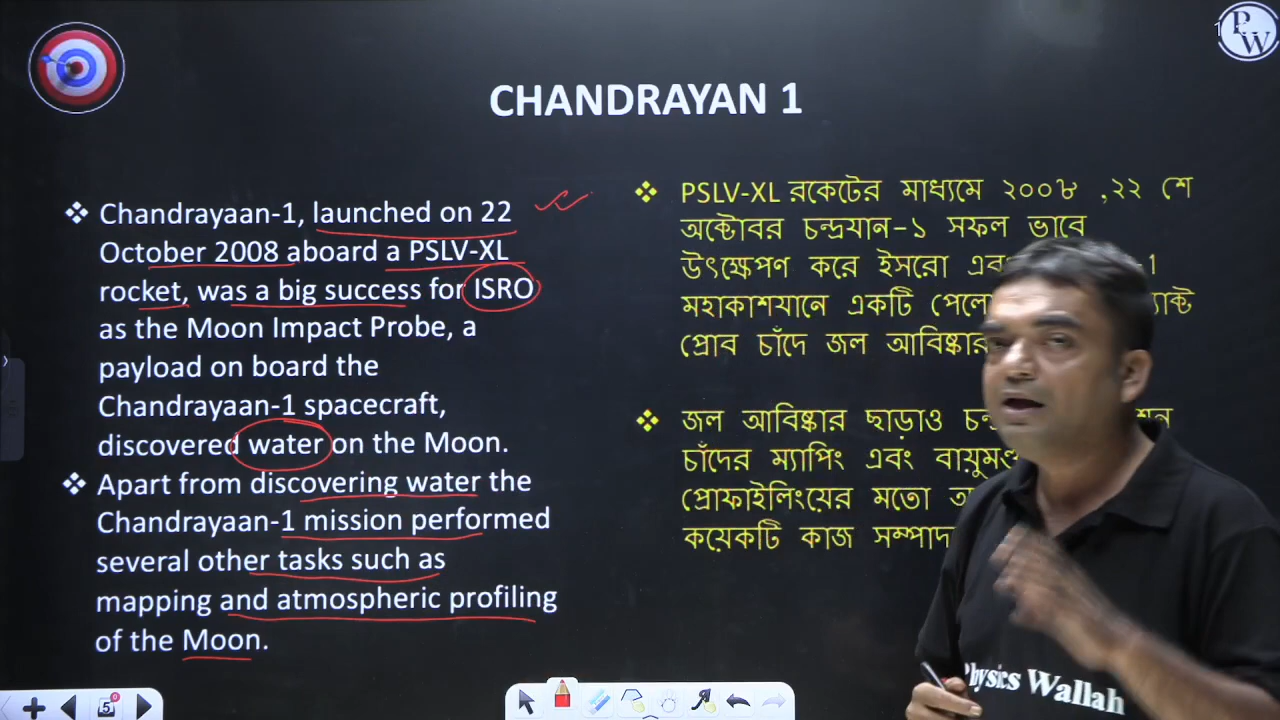 CHANDRAYAN 1
❖ Chandrayaan-1, launched on 22
October 2008 aboard a PSLV-XL
rocket, was a big success for ISRO
as the Moon Impact Probe, a
payload on board the
Chandrayaan-1 spacecraft,
discovered water on the Moon.
❖ Apart from discovering water the
Chandrayaan-1 mission performed
several other tasks such as
mapping and atmospheric profiling
of the Moon.
❖ PSLV-XL রকেটের মাধ্যমে ২০০৮ ,২২ শে
অক্টোবর চন্দ্রযান-১ সফল ভাবে
উৎক্ষেপণ করে ইসরো -1
মহাকাশযানে একটি
প্রোব চাঁদে জল
❖ জল আবিষ্কার ছাড়াও
চাঁদের ম্যাপিং এবং
প্রোফাইলিংয়ের মতো
কয়েকটি কাজ
PW
Physics Wallah
5
0